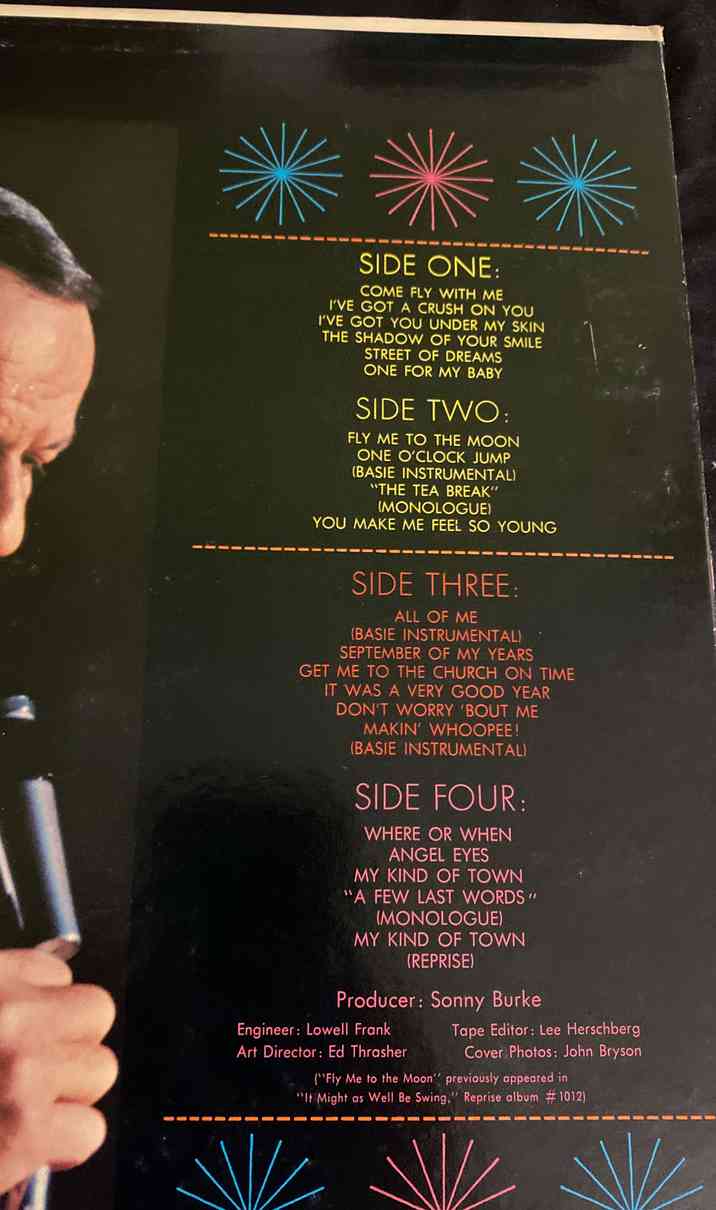 SIDE ONE:
COME FLY WITH ME
I'VE GOT A CRUSH ON YOU
I'VE GOT YOU UNDER MY SKIN
THE SHADOW OF YOUR SMILE
STREET OF DREAMS
ONE FOR MY BABY
SIDE TWO:
FLY ME TO THE MOON
ONE O'CLOCK JUMP
(BASIE INSTRUMENTAL)
"THE TEA BREAK"
(MONOLOGUE)
YOU MAKE ME FEEL SO YOUNG
SIDE THREE:
ALL OF ME
(BASIE INSTRUMENTAL)
SEPTEMBER OF MY YEARS
GET ME TO THE CHURCH ON TIME
IT WAS A VERY GOOD YEAR
DON'T WORRY 'BOUT ME
MAKIN' WHOOPEE!
(BASIE INSTRUMENTAL)
SIDE FOUR:
WHERE OR WHEN
ANGEL EYES
MY KIND OF TOWN
"A FEW LAST WORDS"
(MONOLOGUE)
MY KIND OF TOWN
(REPRISE)
Producer: Sonny Burke
Engineer: Lowell Frank Tape Editor: Lee Herschberg
Art Director: Ed Thrasher Cover Photos: John Bryson
("Fly Me to the Moon" previously appeared in
"It Might as Well Be Swing," Reprise album #1012)